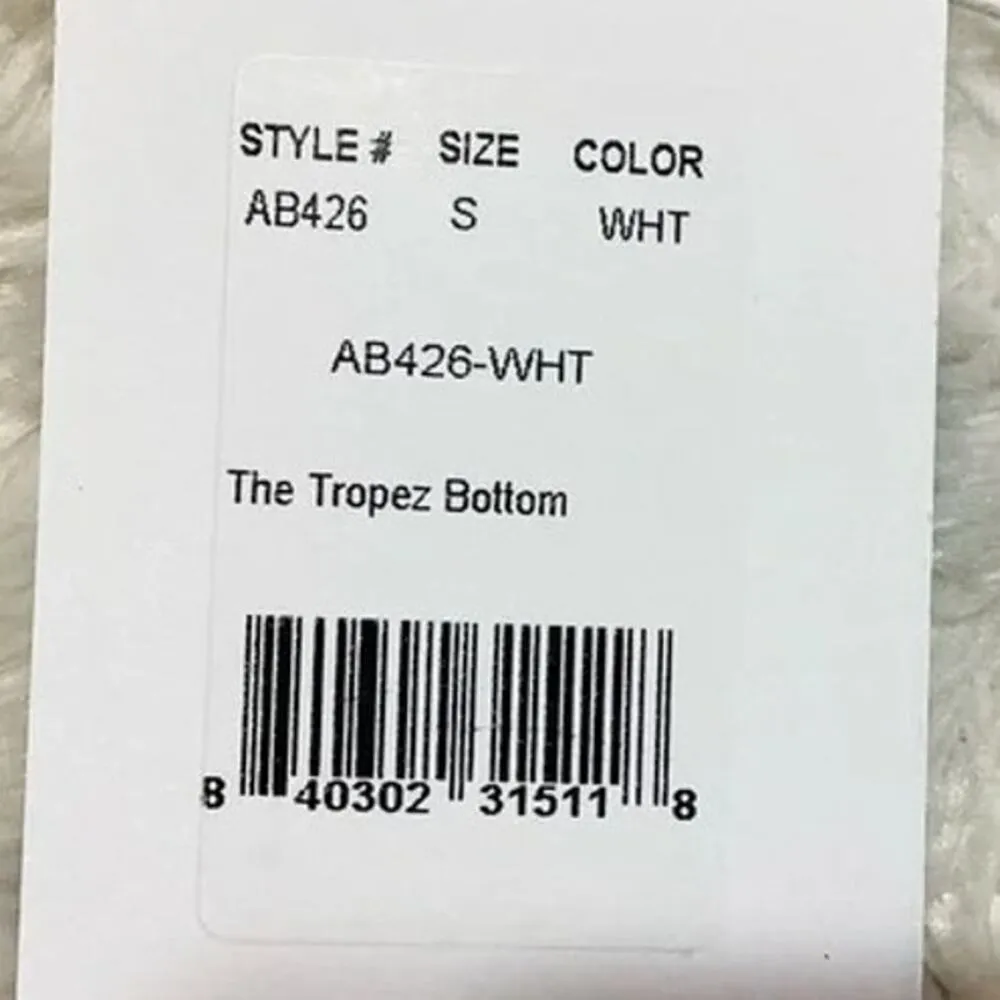 STYLE # SIZE COLOR
AB426 S WHT
AB426-WHT
The Tropez Bottom
8 40302 31511 8